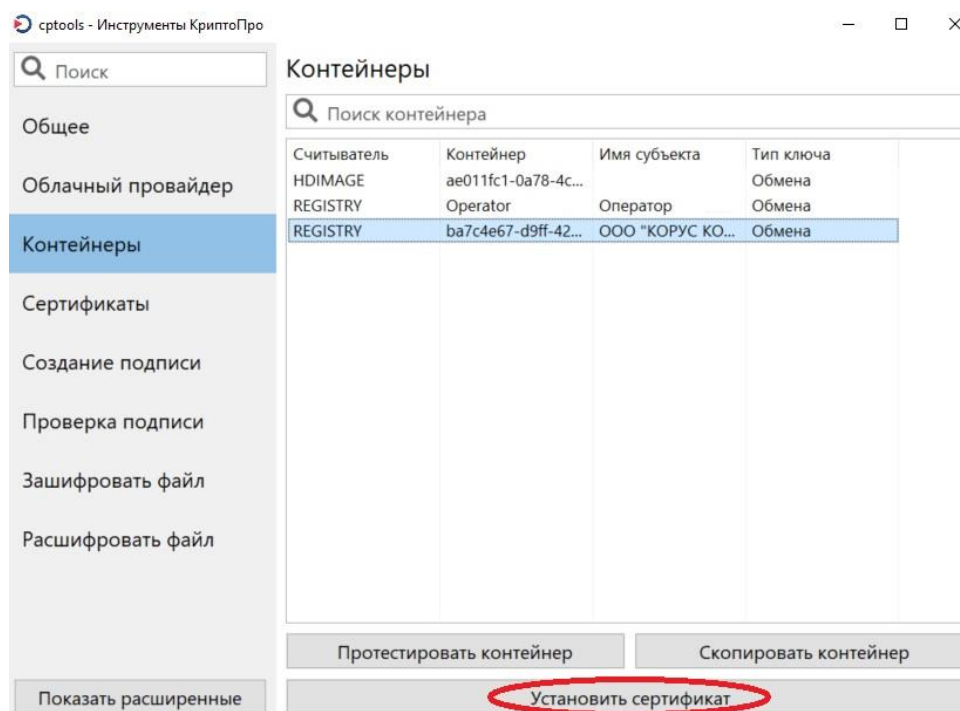 cptools - Инструменты КриптоПро
Поиск
Общее
Облачный провайдер
Контейнеры
Сертификаты
Создание подписи
Проверка подписи
Зашифровать файл
Расшифровать файл
Показать расширенные
Контейнеры
Поиск контейнера
Считыватель Контейнер Имя субъекта Тип ключа
HDIMAGE ae011fc1-0a78-4c... Обмена
REGISTRY Operator Оператор Обмена
REGISTRY ba7c4e67-d9ff-42... ООО "КОРУС КО... Обмена
Протестировать контейнер Скопировать контейнер
Установить сертификат